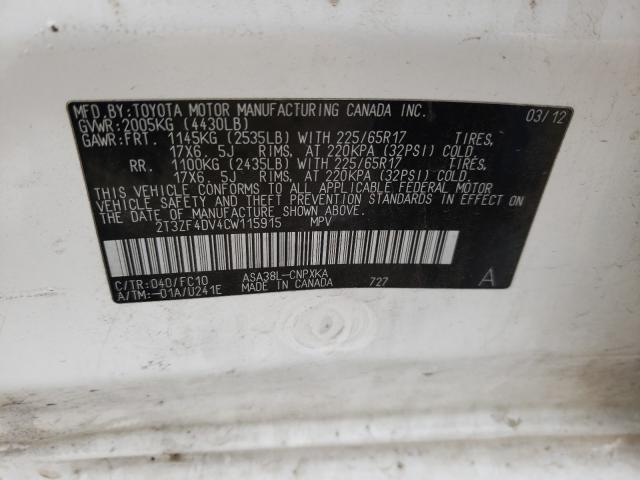 MFD.BY:TOYOTA MOTOR MANUFACTURING CANADA INC. 03/12
GVWR:2005KG (4430LB)
GAWR:FRT. 1145KG (2535LB) WITH 225/65R17 TIRES,
17X6.5J RIMS, AT 220KPA (32PSI) COLD
RR. 1100KG (2435LB) WITH 225/65R17 TIRES,
17X6.5J RIMS, AT 220KPA (32PSI) COLD.
THIS VEHICLE CONFORMS TO ALL APPLICABLE FEDERAL MOTOR
VEHICLE SAFETY AND THEFT PREVENTION STANDARDS IN EFFECT ON
THE DATE OF MANUFACTURE SHOWN ABOVE.
2T3ZF4DV4CW115915 MPV
C/TR:040/FC10 ASA38L-CNPXKA
A/TM:-01A/U241E MADE IN CANADA 727 A